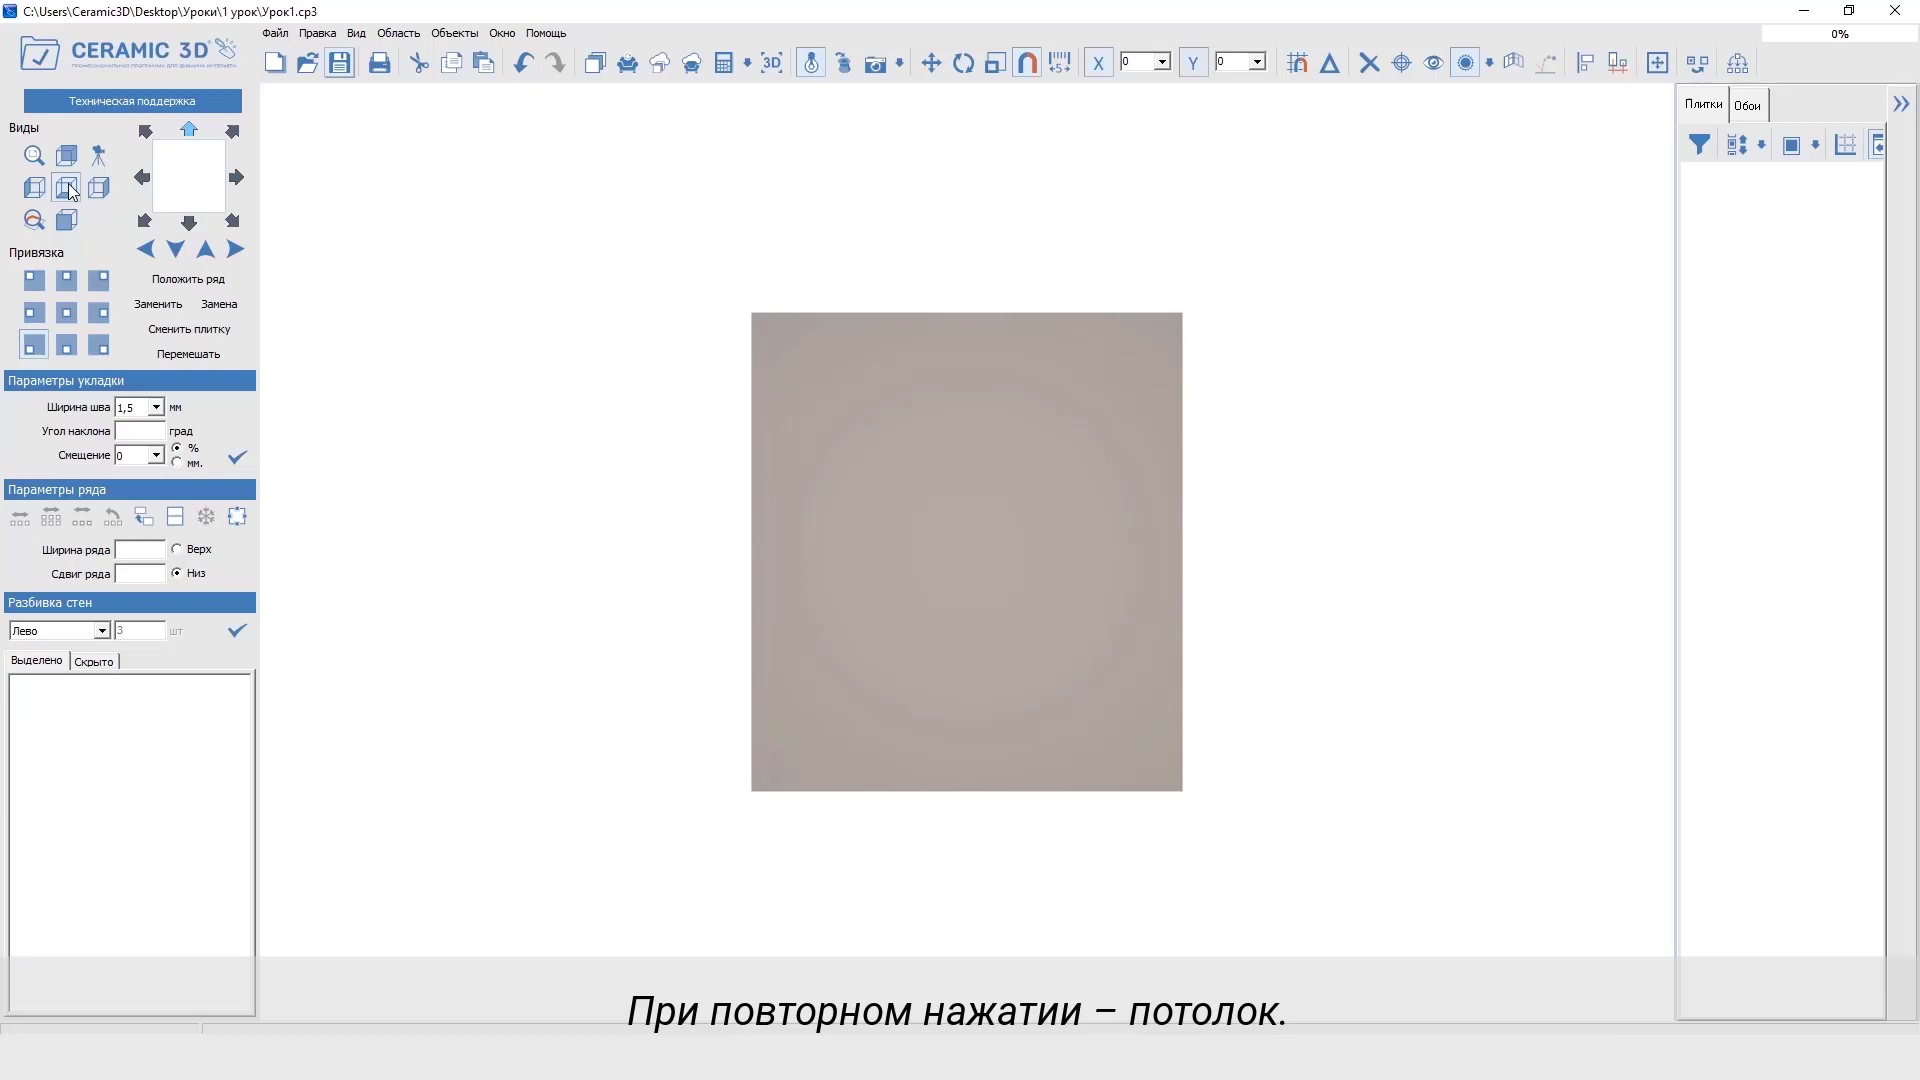 C:\Users\Ceramic3D\Desktop\Уроки\1 урок\Урок1.cp3
Файл Правка Вид Область Объекты Окно Помощь
0%
CERAMIC 3D
3D
X 0
Y 0
Техническая поддержка
Плитки Обои
Виды
Привязка
Положить ряд
Заменить Замена
Сменить плитку
Перемешать
Параметры укладки
Ширина шва 1,5 мм
Угол наклона град
Смещение 0 %
мм.
Параметры ряда
Ширина ряда Верх
Сдвиг ряда Низ
Разбивка стен
Лево 3 шт
Выделено Скрыто
При повторном нажатии – потолок.